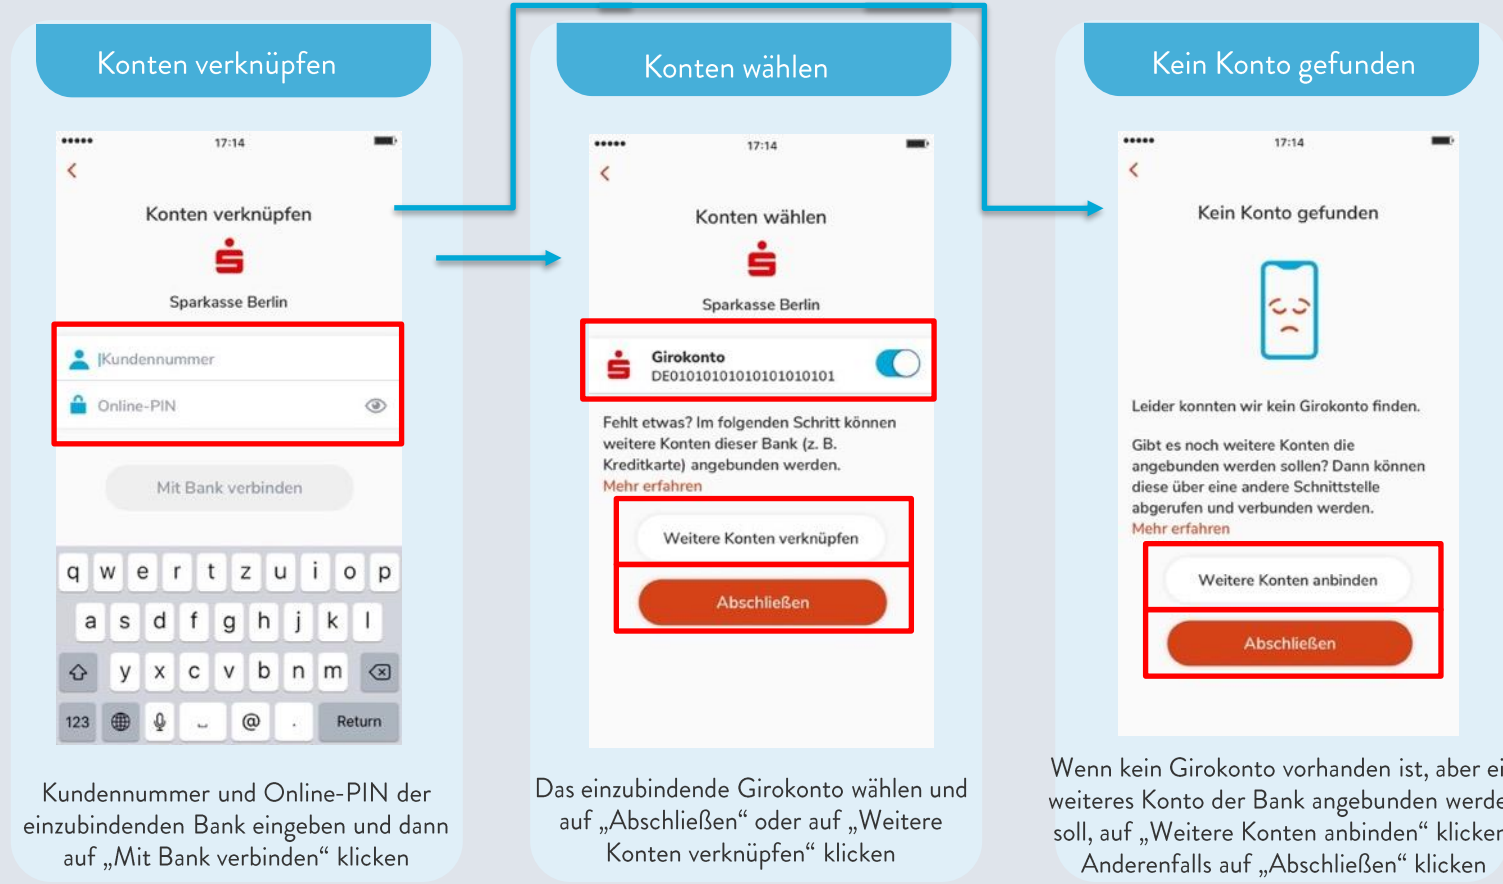 Konten verknüpfen
17:14
Konten verknüpfen
Sparkasse Berlin
Kundennummer
Online-PIN
Mit Bank verbinden
q w e r t z u i o p
a s d f g h j k l
y x c v b n m
123 @ . Return
Kundennummer und Online-PIN der
einzubindenden Bank eingeben und dann
auf „Mit Bank verbinden“ klicken
Konten wählen
17:14
Konten wählen
Sparkasse Berlin
Girokonto
DE01010101010101010101
Fehlt etwas? Im folgenden Schritt können
weitere Konten dieser Bank (z. B.
Kreditkarte) angebunden werden.
Mehr erfahren
Weitere Konten verknüpfen
Abschließen
Das einzubindende Girokonto wählen und
auf „Abschließen“ oder auf „Weitere
Konten verknüpfen“ klicken
Kein Konto gefunden
17:14
Kein Konto gefunden
Leider konnten wir kein Girokonto finden.
Gibt es noch weitere Konten die
angebunden werden sollen? Dann können
diese über eine andere Schnittstelle
abgerufen und verbunden werden.
Mehr erfahren
Weitere Konten anbinden
Abschließen
Wenn kein Girokonto vorhanden ist, aber
weiteres Konto der Bank angebunden
soll, auf „Weitere Konten anbinden“
Anderenfalls auf „Abschließen“ klicken